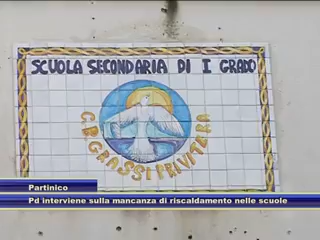 SCUOLA SECONDARIA DI I GRADO
G.B. GRASSI PRIVITERA
Partinico
Pd interviene sulla mancanza di riscaldamento nelle scuole